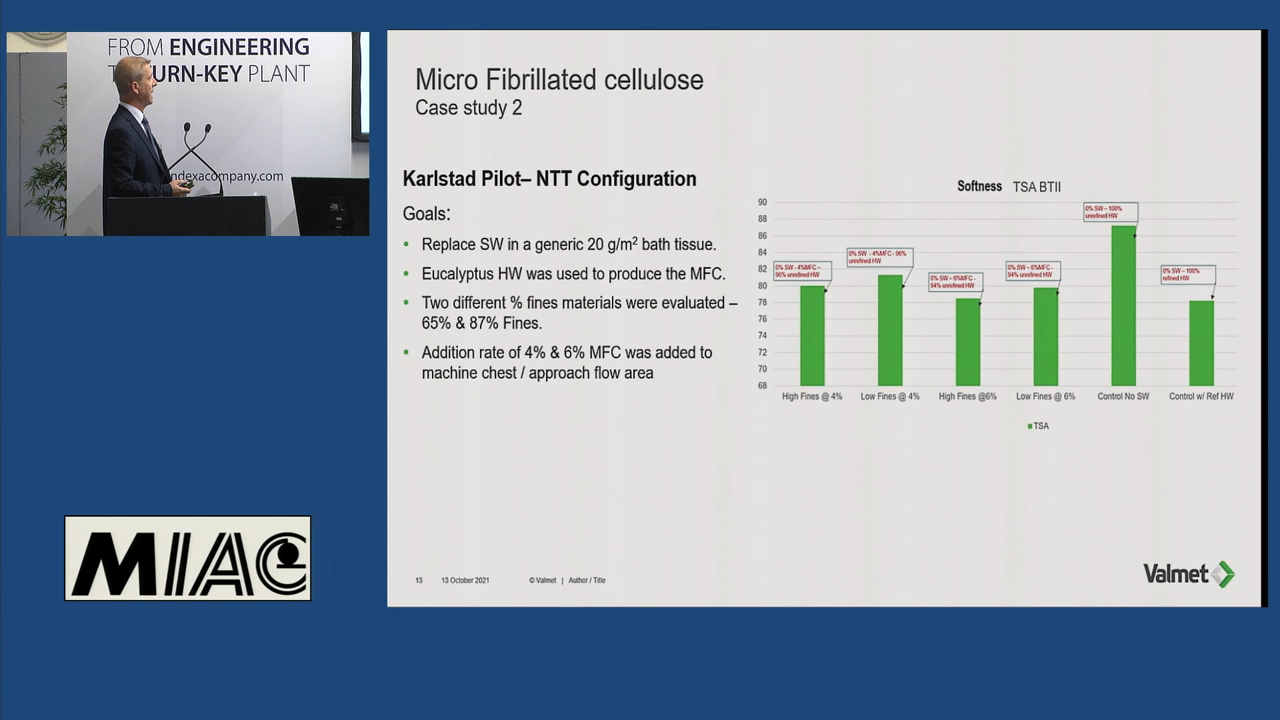 FROM ENGINEERING
URN-KEY PLANT
ndexacompany.com
MIAC
Micro Fibrillated cellulose
Case study 2
Karlstad Pilot– NTT Configuration
Goals:
• Replace SW in a generic 20 g/m² bath tissue.
• Eucalyptus HW was used to produce the MFC.
• Two different % fines materials were evaluated –
65% & 87% Fines.
• Addition rate of 4% & 6% MFC was added to
machine chest / approach flow area
Softness TSA BTII
90
88
86
84
82
80
78
76
74
72
70
68
0% SW - 4%MFC –
96% unrefined HW
0% SW - 4%MFC - 96%
unrefined HW
0% SW – 6%MFC -
94% unrefined HW
0% SW – 6%MFC -
94% unrefined HW
0% SW – 100%
unrefined HW
0% SW – 100%
refined HW
High Fines @ 4%
Low Fines @ 4%
High Fines @6%
Low Fines @ 6%
Control No SW
Control w/ Ref HW
TSA
13 13 October 2021 © Valmet | Author / Title
Valmet